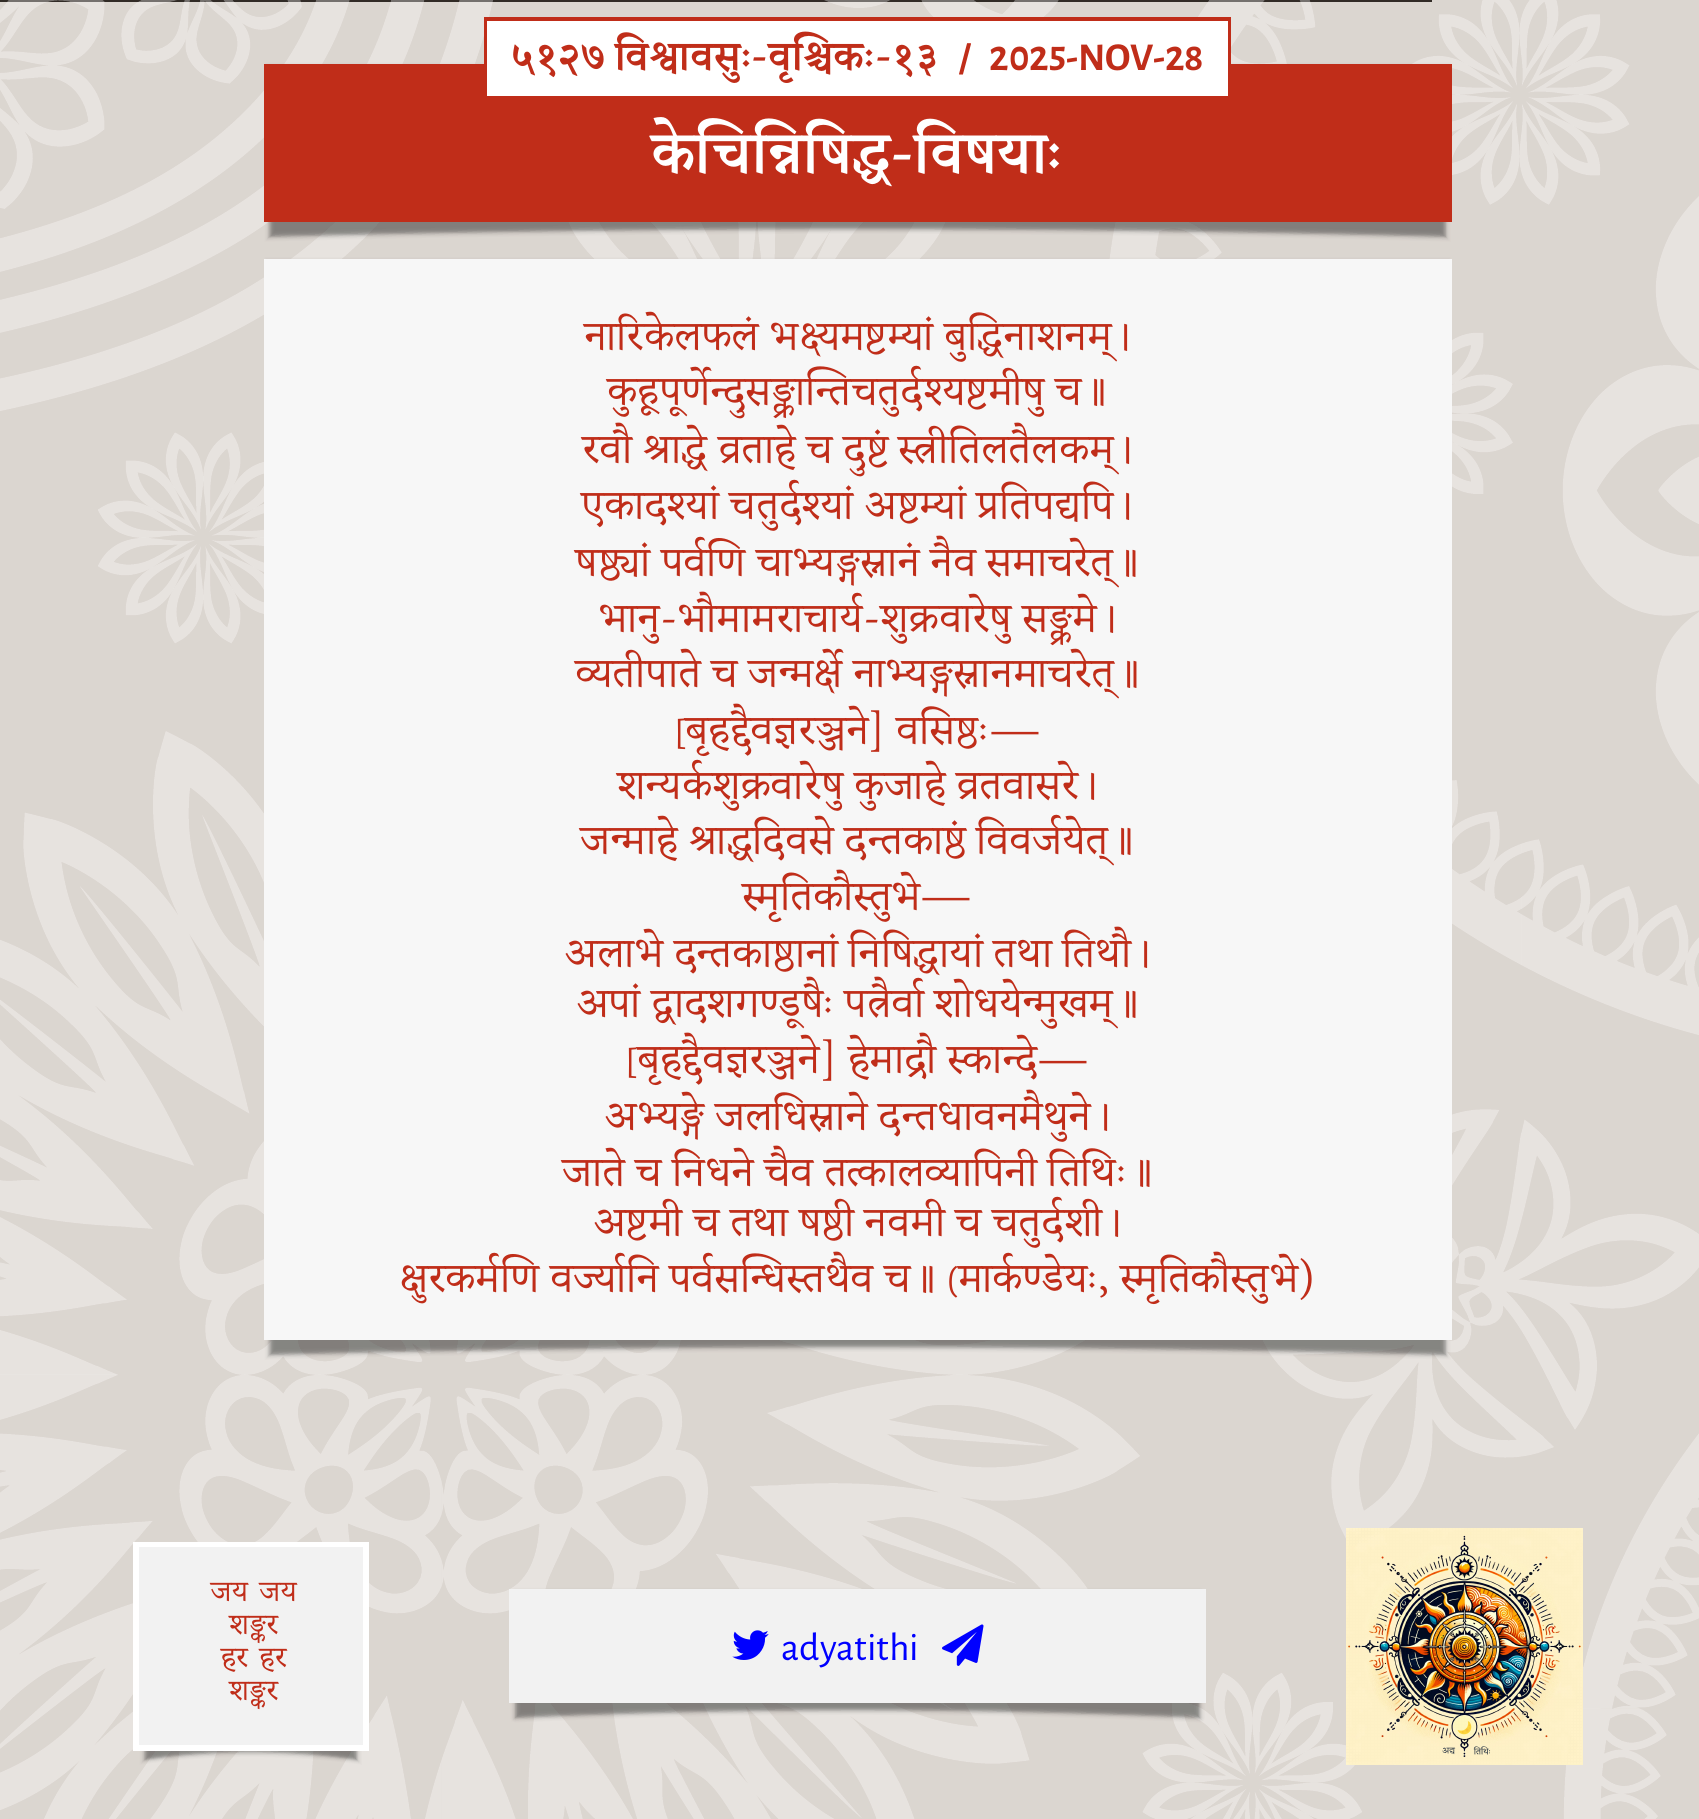 ५१२७ विश्वावसुः-वृश्चिकः-१३ / 2025-NOV-28
केचिन्निषिद्ध-विषयाः
नारिकेलफलं भक्ष्यमष्टम्यां बुद्धिनाशनम्।
कुहूपूर्णेन्दुसङ्क्रान्तिचतुर्दश्यष्टमीषु च॥
रवौ श्राद्धे व्रताहे च दुष्टं स्त्रीतिलतैलकम्।
एकादश्यां चतुर्दश्यां अष्टम्यां प्रतिपद्यपि।
षष्ठ्यां पर्वणि चाभ्यङ्गस्नानं नैव समाचरेत्॥
भानु-भौमामराचार्य-शुक्रवारेषु सङ्क्रमे।
व्यतीपाते च जन्मर्क्षे नाभ्यङ्गस्नानमाचरेत्॥
[बृहद्दैवज्ञरञ्जने] वसिष्ठः—
शन्यर्कशुक्रवारेषु कुजाहे व्रतवासरे।
जन्माहे श्राद्धदिवसे दन्तकाष्ठं विवर्जयेत्॥
स्मृतिकौस्तुभे—
अलाभे दन्तकाष्ठानां निषिद्धायां तथा तिथौ।
अपां द्वादशगण्डूषैः पत्रैर्वा शोधयेन्मुखम्॥
[बृहद्दैवज्ञरञ्जने] हेमाद्रौ स्कान्दे—
अभ्यङ्गे जलधिस्नाने दन्तधावनमैथुने।
जाते च निधने चैव तत्कालव्यापिनी तिथिः॥
अष्टमी च तथा षष्ठी नवमी च चतुर्दशी।
क्षुरकर्मणि वर्ज्यानि पर्वसन्धिस्तथैव च॥ (मार्कण्डेयः, स्मृतिकौस्तुभे)
जय जय
शङ्कर
हर हर
शङ्कर
adyatithi
अद्य तिथिः